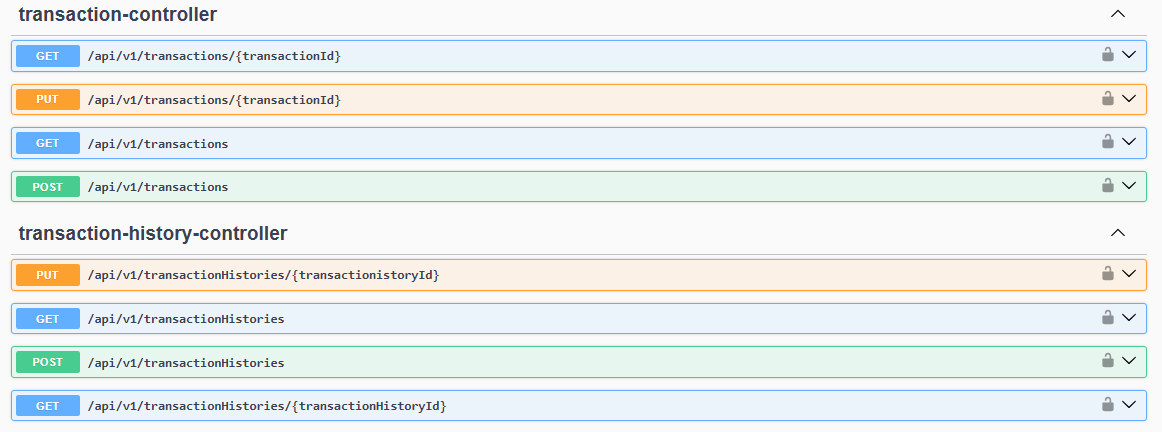 transaction-controller
GET /api/v1/transactions/{transactionId}
PUT /api/v1/transactions/{transactionId}
GET /api/v1/transactions
POST /api/v1/transactions
transaction-history-controller
PUT /api/v1/transactionHistories/{transactionistoryId}
GET /api/v1/transactionHistories
POST /api/v1/transactionHistories
GET /api/v1/transactionHistories/{transactionHistoryId}